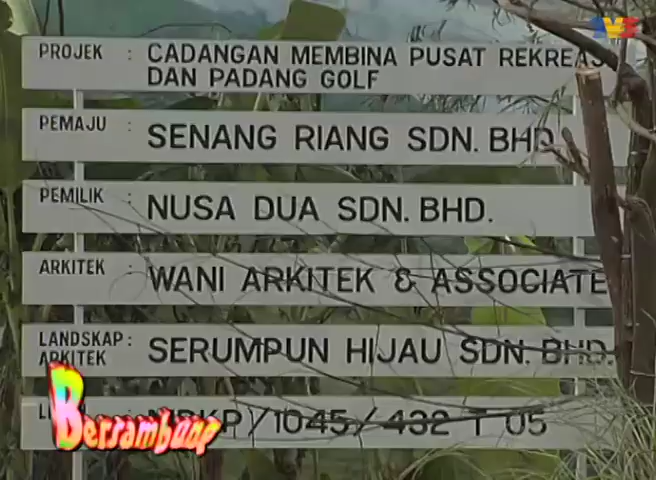 TV3
PROJEK : CADANGAN MEMBINA PUSAT REKREAS
DAN PADANG GOLF
PEMAJU : SENANG RIANG SDN. BHD.
PEMILIK : NUSA DUA SDN. BHD.
ARKITEK : WANI ARKITEK & ASSOCIATE
LANDSKAP : ARKITEK SERUMPUN HIJAU SDN. BHD.
/1045/432 T 05
Bersambung